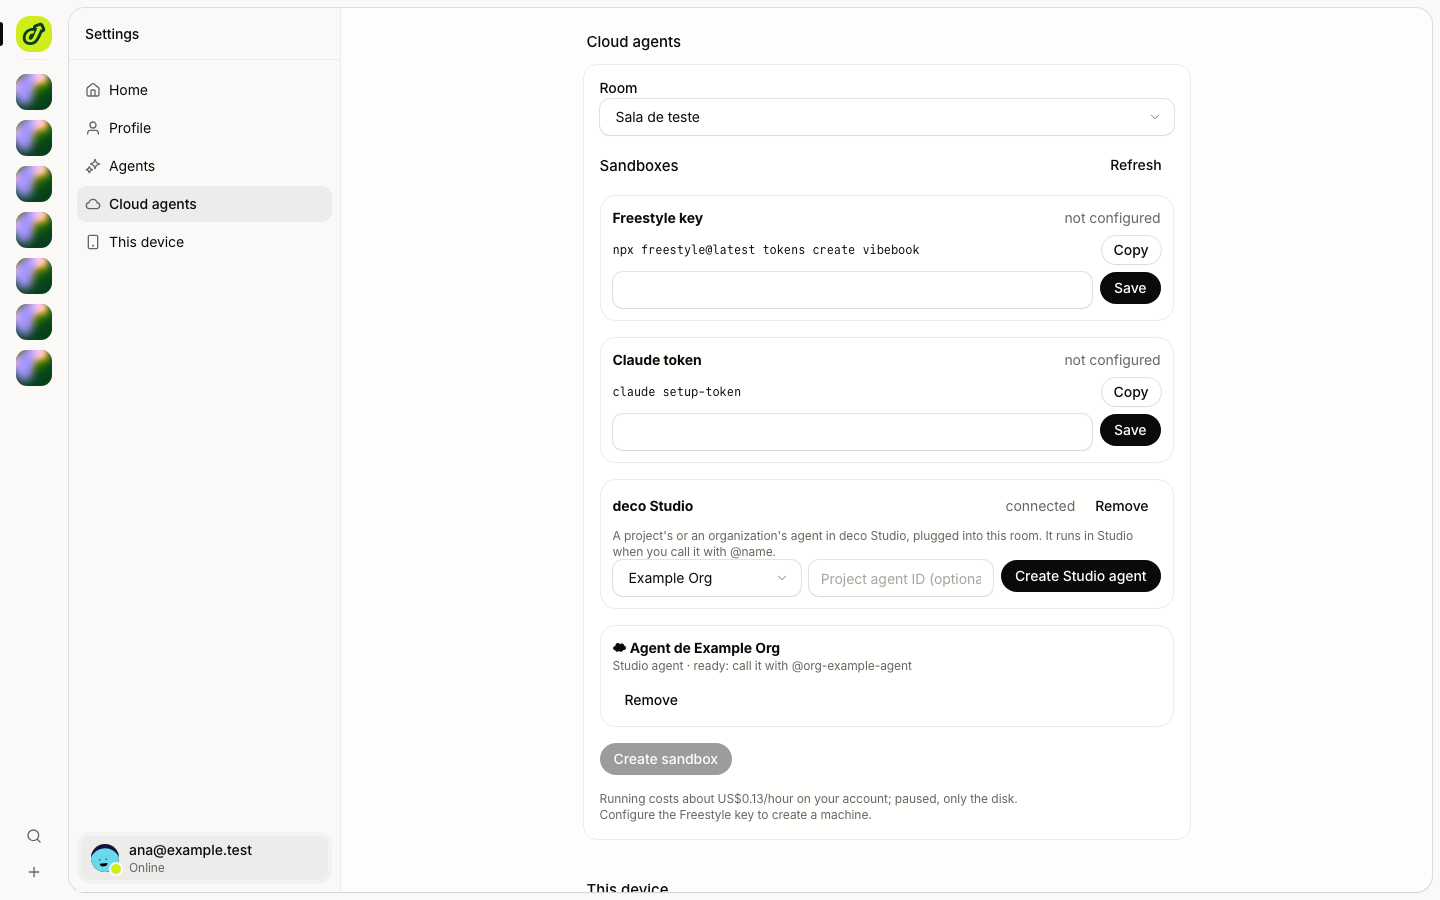 Settings
Home
Profile
Agents
Cloud agents
This device
ana@example.test
Online
Cloud agents
Room
Sala de teste
Sandboxes
Refresh
Freestyle key
not configured
npx freestyle@latest tokens create vibebook
Copy
Save
Claude token
not configured
claude setup-token
Copy
Save
deco Studio
connected
Remove
A project's or an organization's agent in deco Studio, plugged into this room. It runs in Studio
when you call it with @name.
Example Org
Project agent ID (optiona
Create Studio agent
Agent de Example Org
Studio agent · ready: call it with @org-example-agent
Remove
Create sandbox
Running costs about US$0.13/hour on your account; paused, only the disk.
Configure the Freestyle key to create a machine.
This device